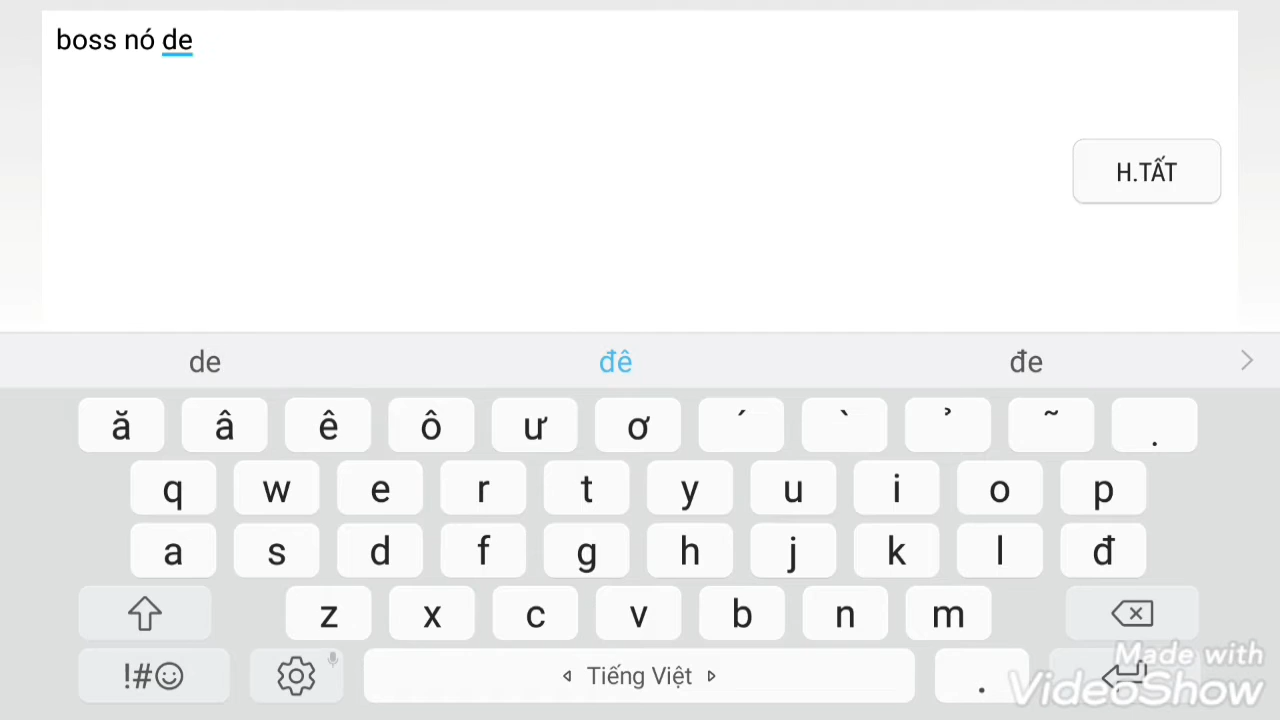 boss nó de
H.TẤT
de đê đe
ă â ê ô ư ơ ´ ` ̉ ˜ .
q w e r t y u i o p
a s d f g h j k l đ
z x c v b n m
!#☺ Tiếng Việt .
Made with
VideoShow